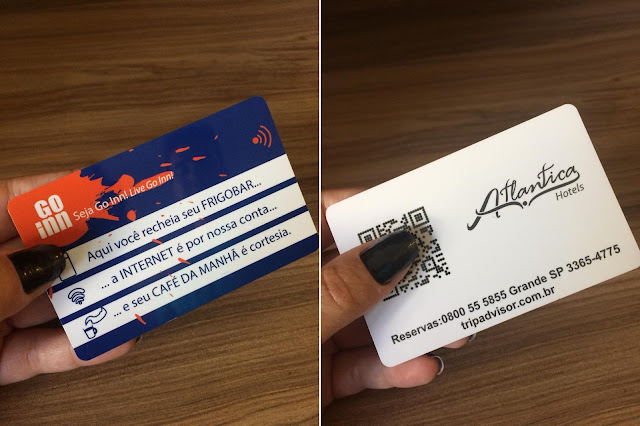 GO
inn
Seja Go Inn! Live Go Inn!
Aqui você recheia seu FRIGOBAR...
... a INTERNET é por nossa conta...
... e seu CAFÉ DA MANHÃ é cortesia.
Atlantica
Hotels
Reservas:0800 55 5855 Grande SP 3365-4775
tripadvisor.com.br